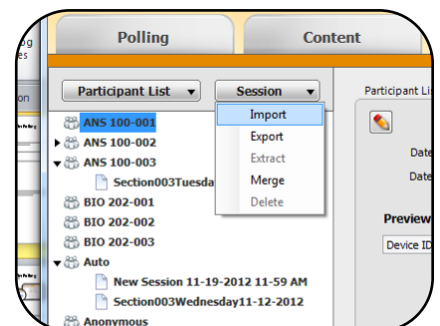 Polling
Content
Participant List
Session
Participant Li
ANS 100-001
Import
ANS 100-002
Export
ANS 100-003
Extract
Date
Section003Tuesda
Merge
Date
BIO 202-001
Delete
BIO 202-002
Preview
BIO 202-003
Device ID
Auto
New Session 11-19-2012 11-59 AM
Section003Wednesday11-12-2012
Anonymous